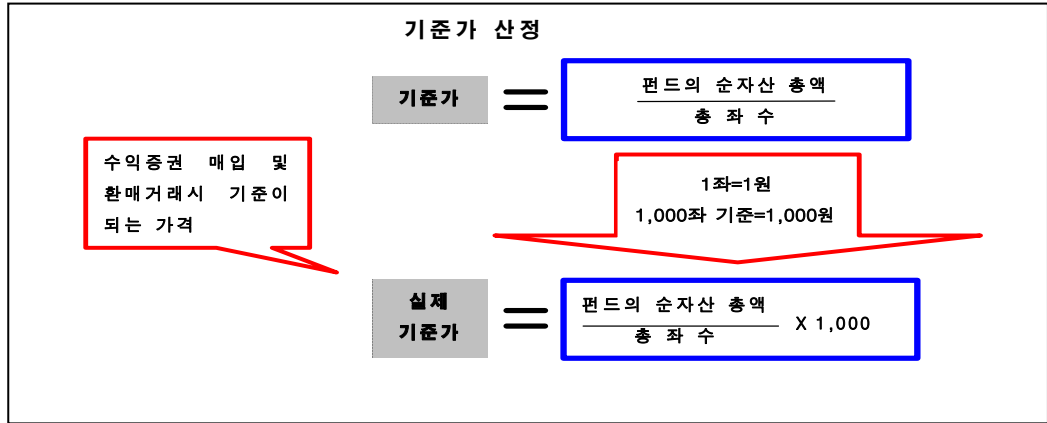 기준가 산정
기준가 = 펀드의 순자산 총액
총 좌 수
수익증권 매입 및
환매거래시 기준이
되는 가격
1좌=1원
1,000좌 기준=1,000원
실제
기준가 = 펀드의 순자산 총액
총 좌 수 X 1,000